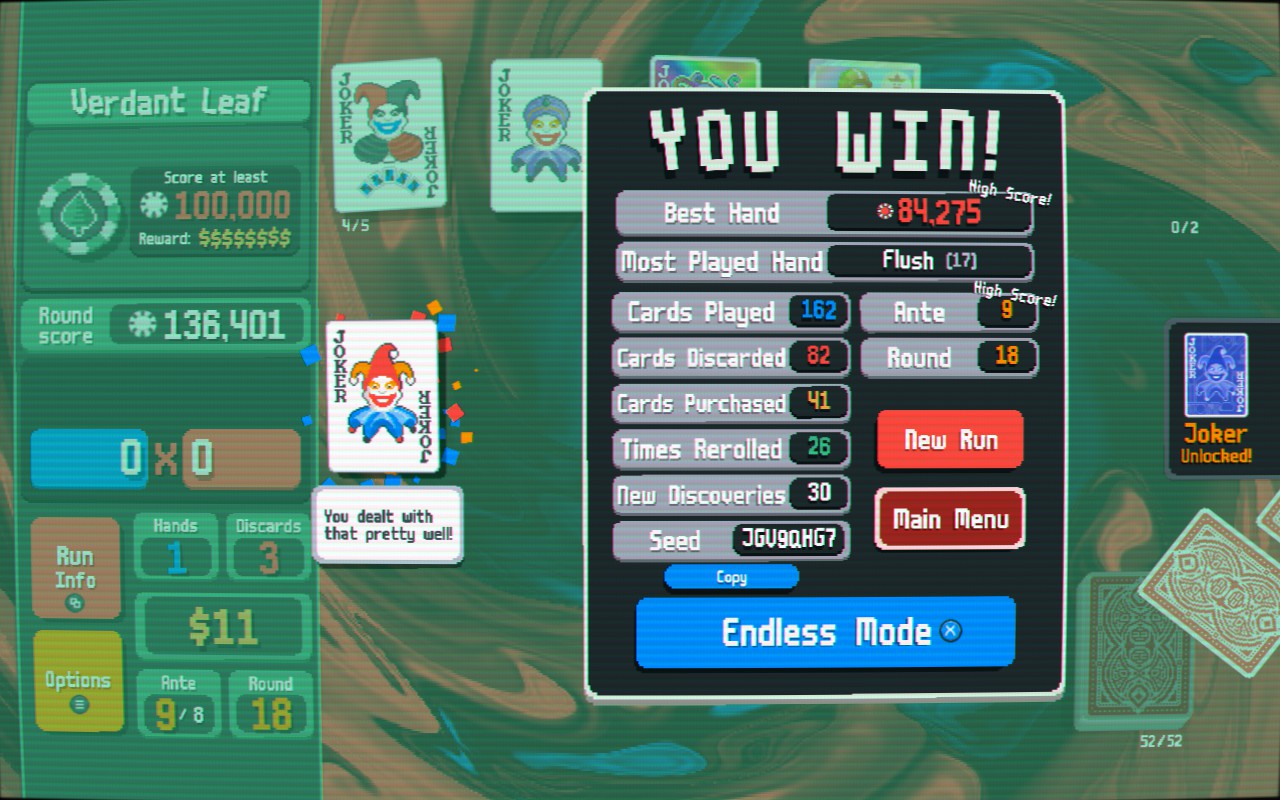 Verdant Leaf
Score at least
100,000
Reward: $$$$$$$$
Round score
136,401
0 X 0
Hands
1
Discards
3
Run Info
$11
Options
Ante
9 / 8
Round
18
JOKER
JOKER
4/5
JOKER
JO
JOKER
JOKER
You dealt with
that pretty well!
YOU WIN!
Best Hand
84,275
High Score!
Most Played Hand
Flush [17]
Cards Played
162
Ante
9
High Score!
Cards Discarded
82
Round
18
Cards Purchased
41
Times Rerolled
26
New Discoveries
30
Seed
JGU9QHG7
Copy
New Run
Main Menu
Endless Mode
0/2
Joker
Unlocked!
52/52